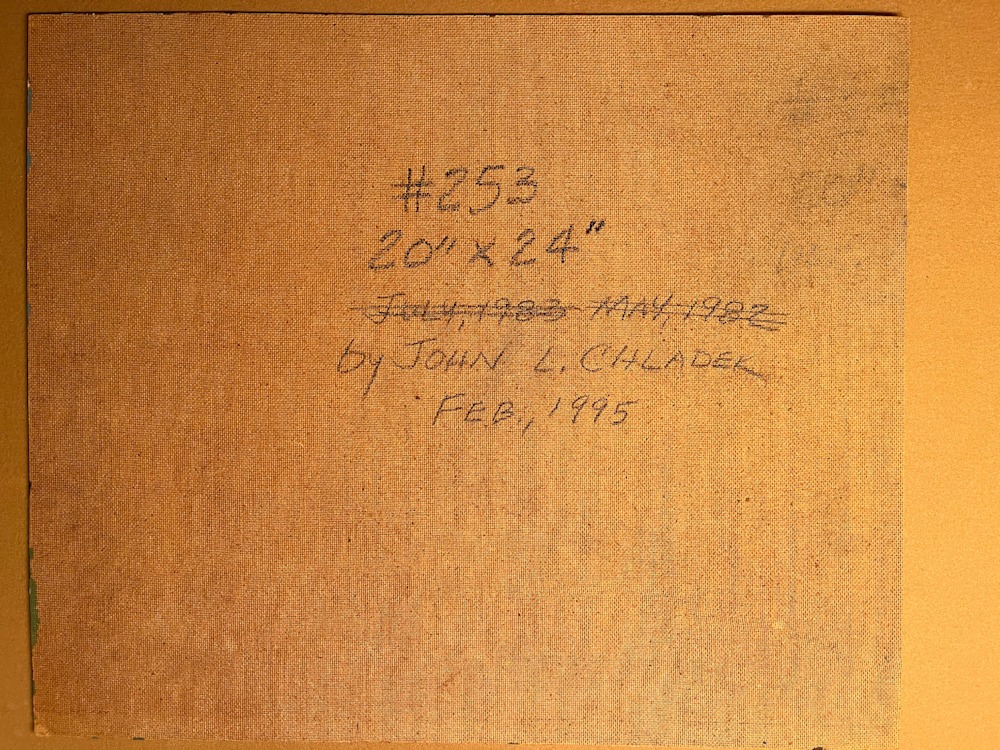 #253
20" x 24"
JULY, 1983 MAY, 1982
by JOHN L. CHLADEK
FEB., 1995